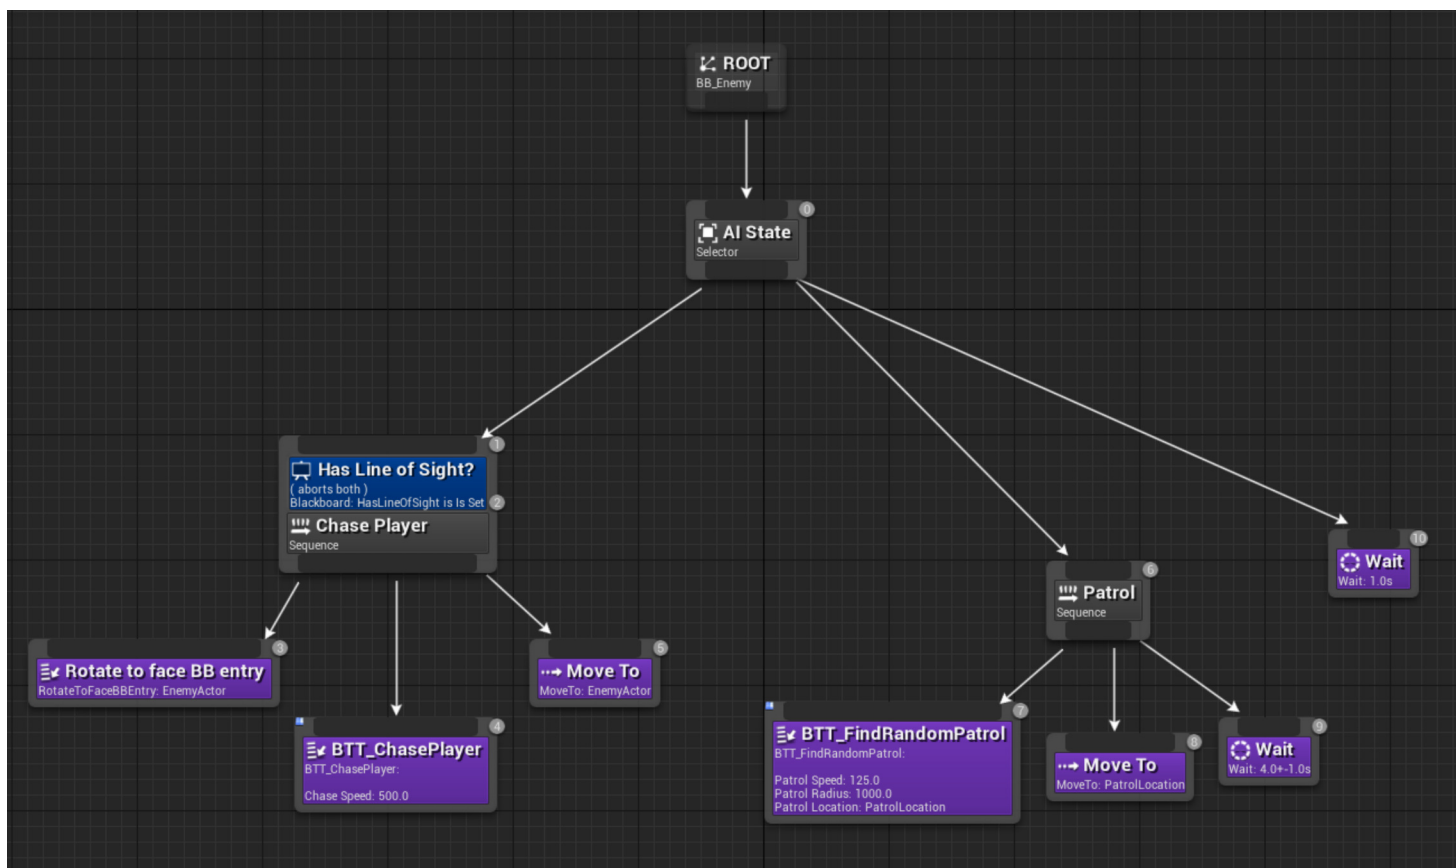 ROOT
BB_Enemy
0
AI State
Selector
1
Has Line of Sight?
( aborts both )
Blackboard: HasLineOfSight is Is Set
2
Chase Player
Sequence
3
Rotate to face BB entry
RotateToFaceBBEntry: EnemyActor
4
BTT_ChasePlayer
BTT_ChasePlayer:
Chase Speed: 500.0
5
Move To
MoveTo: EnemyActor
6
Patrol
Sequence
7
BTT_FindRandomPatrol
BTT_FindRandomPatrol:
Patrol Speed: 125.0
Patrol Radius: 1000.0
Patrol Location: PatrolLocation
8
Move To
MoveTo: PatrolLocation
9
Wait
Wait: 4.0+-1.0s
10
Wait
Wait: 1.0s